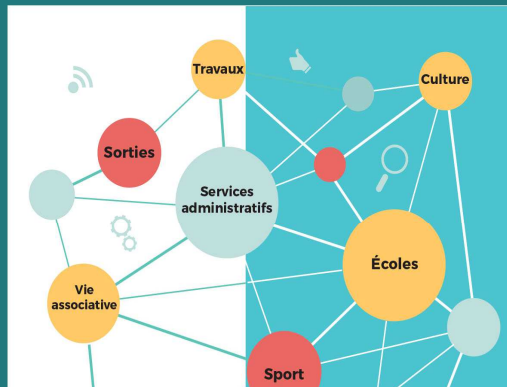 Travaux
Culture
Sorties
Services
administratifs
Écoles
Vie
associative
Sport